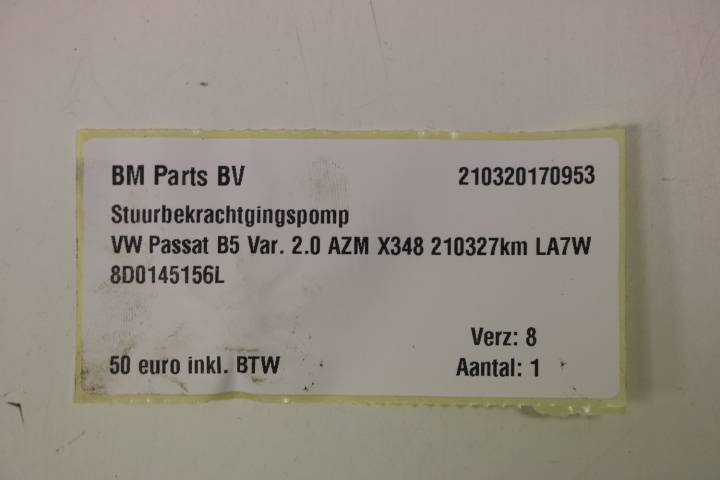 BM Parts BV 210320170953
Stuurbekrachtgingspomp
VW Passat B5 Var. 2.0 AZM X348 210327km LA7W
8D0145156L
Verz: 8
50 euro inkl. BTW Aantal: 1